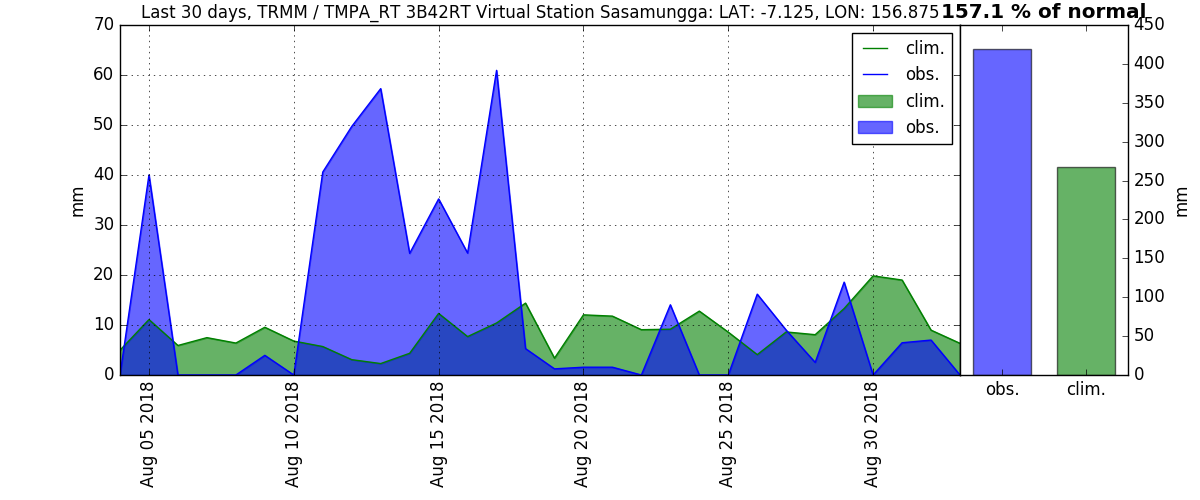 Last 30 days, TRMM / TMPA_RT 3B42RT Virtual Station Sasamungga: LAT: -7.125, LON: 156.875
157.1 % of normal
70
60
50
40
30
20
10
0
mm
clim.
obs.
clim.
obs.
Aug 05 2018
Aug 10 2018
Aug 15 2018
Aug 20 2018
Aug 25 2018
Aug 30 2018
450
400
350
300
250
200
150
100
50
0
mm
obs.
clim.